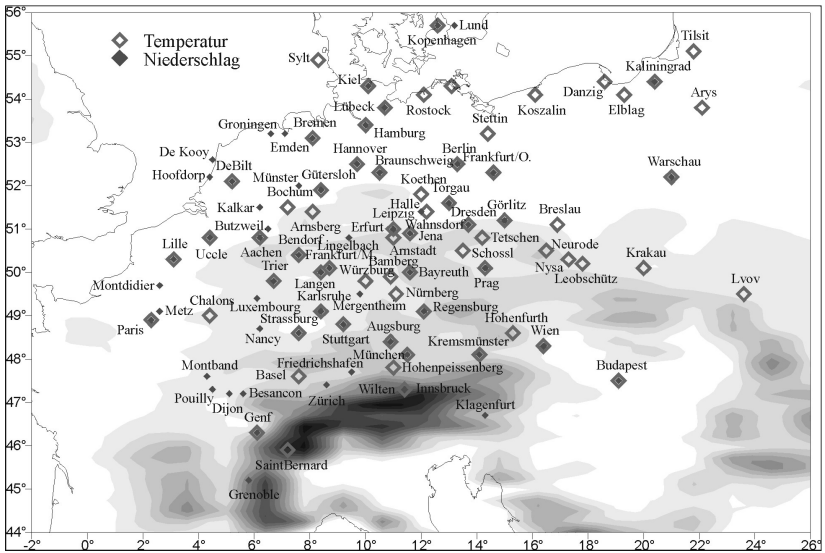 56°
Lund
Kopenhagen
Temperatur
Niederschlag
Tilsit
55°
Sylt
Kaliningrad
Kiel
Danzig
Arys
54°
Lübeck
Rostock
Koszalin
Elblag
Stettin
Groningen
Bremen
Hamburg
53°
Emden
De Kooy
Hannover
Berlin
DeBilt
Braunschweig
Frankfurt/O.
Warschau
Hoofdorp
Münster
Gütersloh
52°
Koethen
Torgau
Bochum
Görlitz
Kalkar
Halle
Breslau
Leipzig
Dresden
Butzweil
Arnsberg
Erfurt
Wahnsdorf
51°
Lille
Bendorf
Lingelbach
Jena
Tetschen
Neurode
Uccle
Aachen
Frankfurt/M.
Arnstadt
Schossl
Krakau
Trier
Bamberg
50°
Würzburg
Bayreuth
Nysa
Leobschütz
Lvov
Montdidier
Langen
Prag
Karlsruhe
Nürnberg
Chalons
Luxembourg
Mergentheim
Regensburg
49°
Metz
Strassburg
Hohenfurth
Paris
Augsburg
Nancy
Stuttgart
Kremsmünster
Wien
48°
München
Montband
Friedrichshafen
Hohenpeissenberg
Budapest
Basel
47°
Pouilly
Besancon
Wilten
Innsbruck
Dijon
Zürich
Klagenfurt
Genf
46°
SaintBernard
45°
Grenoble
44°
-2 0 2 4 6 8 10 12 14 16 18 20 22 24 26°